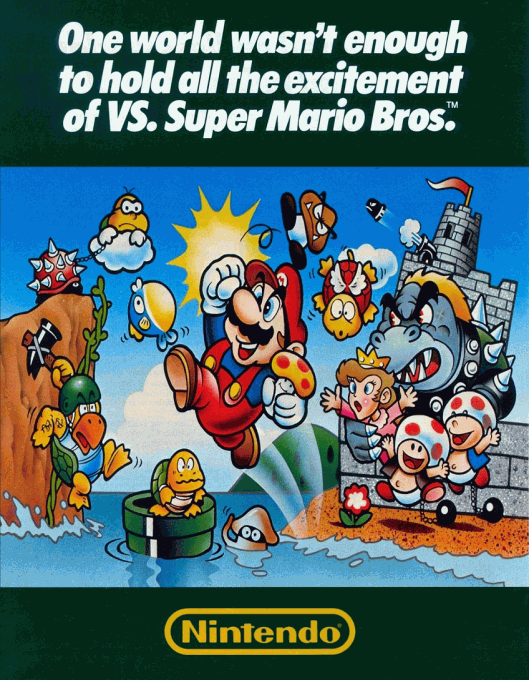 One world wasn't enough
to hold all the excitement
of VS. Super Mario Bros.™
Nintendo®